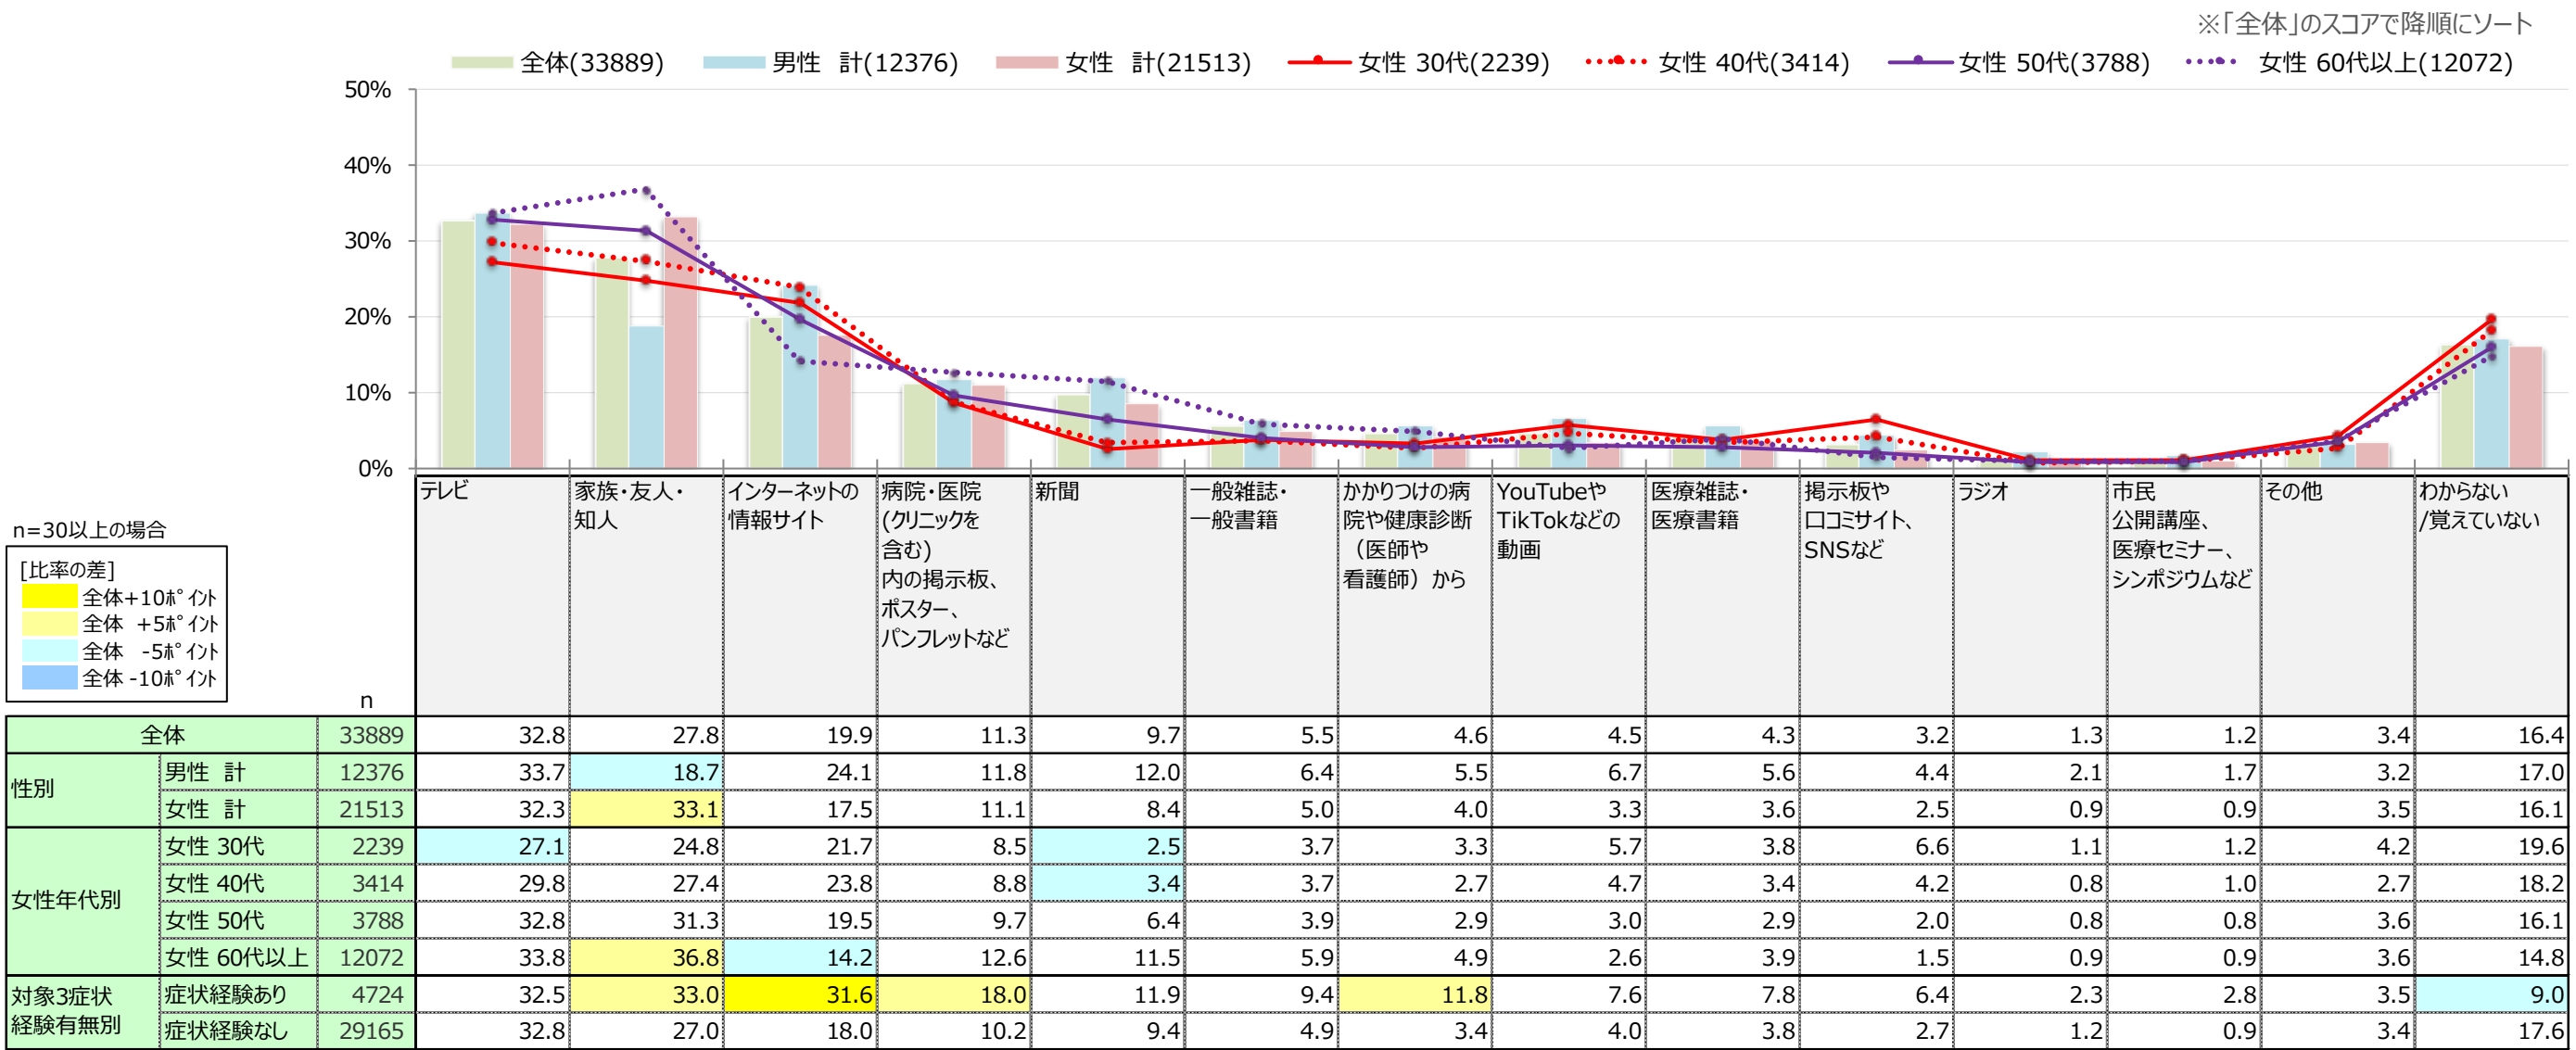 ※「全体」のスコアで降順にソート
全体(33889) 男性 計(12376) 女性 計(21513) 女性 30代(2239) 女性 40代(3414) 女性 50代(3788) 女性 60代以上(12072)
50%
40%
30%
20%
10%
0%
n=30以上の場合
[比率の差]
全体+10ポイント
全体 +5ポイント
全体 -5ポイント
全体 -10ポイント
n
テレビ
家族・友人・
知人
インターネットの
情報サイト
病院・医院
(クリニックを
含む)
内の掲示板、
ポスター、
パンフレットなど
新聞
一般雑誌・
一般書籍
かかりつけの病
院や健康診断
（医師や
看護師）から
YouTubeや
TikTokなどの
動画
医療雑誌・
医療書籍
掲示板や
口コミサイト、
SNSなど
ラジオ
市民
公開講座、
医療セミナー、
シンポジウムなど
その他
わからない
/覚えていない
全体 33889 32.8 27.8 19.9 11.3 9.7 5.5 4.6 4.5 4.3 3.2 1.3 1.2 3.4 16.4
性別
男性 計 12376 33.7 18.7 24.1 11.8 12.0 6.4 5.5 6.7 5.6 4.4 2.1 1.7 3.2 17.0
女性 計 21513 32.3 33.1 17.5 11.1 8.4 5.0 4.0 3.3 3.6 2.5 0.9 0.9 3.5 16.1
女性年代別
女性 30代 2239 27.1 24.8 21.7 8.5 2.5 3.7 3.3 5.7 3.8 6.6 1.1 1.2 4.2 19.6
女性 40代 3414 29.8 27.4 23.8 8.8 3.4 3.7 2.7 4.7 3.4 4.2 0.8 1.0 2.7 18.2
女性 50代 3788 32.8 31.3 19.5 9.7 6.4 3.9 2.9 3.0 2.9 2.0 0.8 0.8 3.6 16.1
女性 60代以上 12072 33.8 36.8 14.2 12.6 11.5 5.9 4.9 2.6 3.9 1.5 0.9 0.9 3.6 14.8
対象3症状
経験有無別
症状経験あり 4724 32.5 33.0 31.6 18.0 11.9 9.4 11.8 7.6 7.8 6.4 2.3 2.8 3.5 9.0
症状経験なし 29165 32.8 27.0 18.0 10.2 9.4 4.9 3.4 4.0 3.8 2.7 1.2 0.9 3.4 17.6